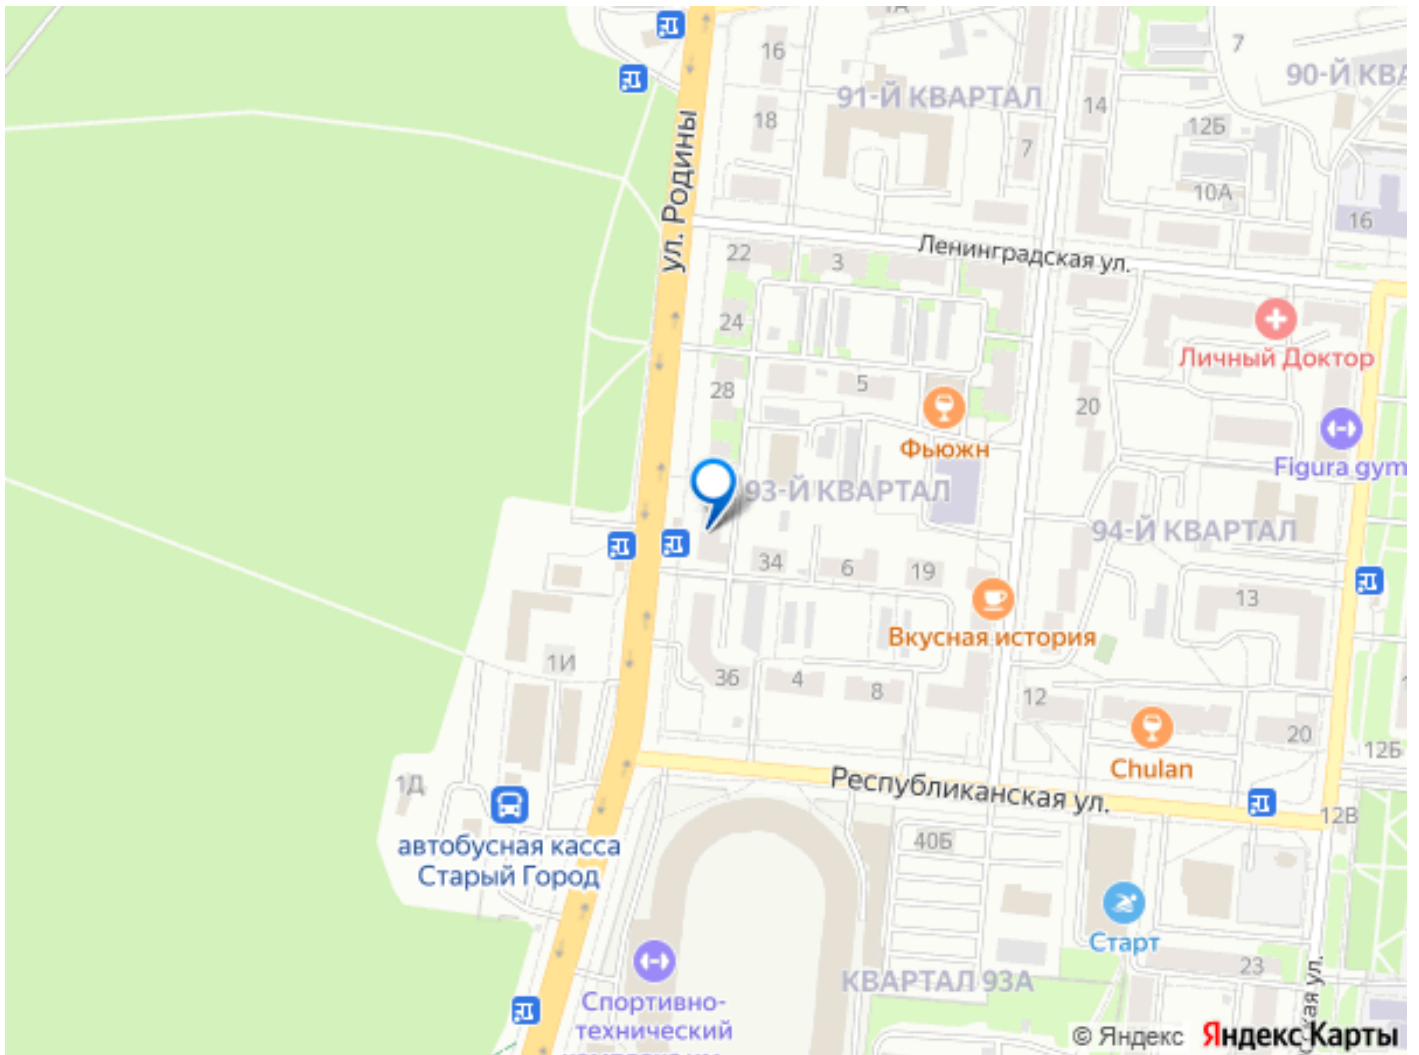 1А
16
7
90-Й КВА
91-Й КВАРТАЛ
14
18
12Б
7
ул. Родины
10А
16
22
3
Ленинградская ул.
24
Личный Доктор
28
5
20
Фьюжн
Figura gym
93-Й КВАРТАЛ
94-Й КВАРТАЛ
34
6
19
13
Вкусная история
1И
36
4
8
12
20
Chulan
12Б
1Д
Республиканская ул.
12В
автобусная касса
Старый Город
40Б
Старт
23
КВАРТАЛ 93А
Спортивно-
технический
ская ул.
© Яндекс Яндекс Карты